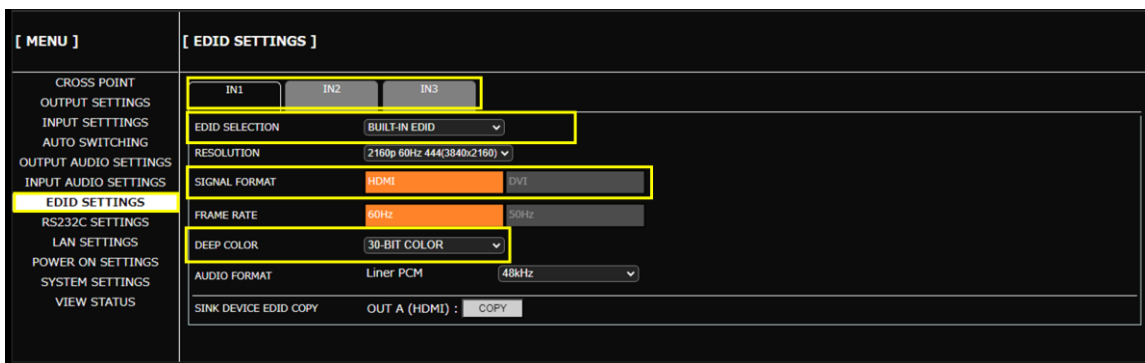 [ MENU ]
CROSS POINT
OUTPUT SETTINGS
INPUT SETTTINGS
AUTO SWITCHING
OUTPUT AUDIO SETTINGS
INPUT AUDIO SETTINGS
EDID SETTINGS
RS232C SETTINGS
LAN SETTINGS
POWER ON SETTINGS
SYSTEM SETTINGS
VIEW STATUS
[ EDID SETTINGS ]
IN1 IN2 IN3
EDID SELECTION BUILT-IN EDID
RESOLUTION 2160p 60Hz 444(3840x2160)
SIGNAL FORMAT HDMI DVI
FRAME RATE 60Hz 50Hz
DEEP COLOR 30-BIT COLOR
AUDIO FORMAT Liner PCM 48kHz
SINK DEVICE EDID COPY OUT A (HDMI) : COPY